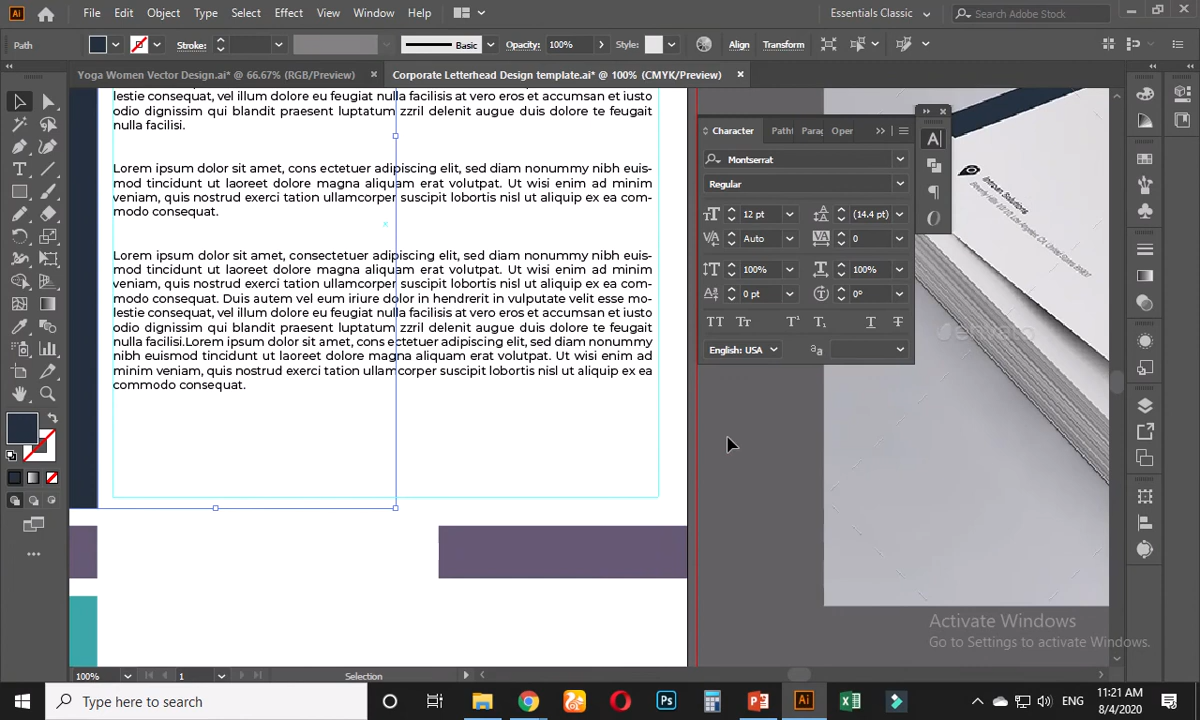 Ai File Edit Object Type Select Effect View Window Help Essentials Classic Search Adobe Stock
Path Stroke: Basic Opacity: 100% Style: Align Transform
Yoga Women Vector Design.ai* @ 66.67% (RGB/Preview) Corporate Letterhead Design template.ai* @ 100% (CMYK/Preview)
lestie consequat, vel illum dolore eu feugiat nulla facilisis at vero eros et accumsan et iusto
odio dignissim qui blandit praesent luptatum zzril delenit augue duis dolore te feugait
nulla facilisi.
Lorem ipsum dolor sit amet, cons ectetuer adipiscing elit, sed diam nonummy nibh euis-
mod tincidunt ut laoreet dolore magna aliquam erat volutpat. Ut wisi enim ad minim
veniam, quis nostrud exerci tation ullamcorper suscipit lobortis nisl ut aliquip ex ea com-
modo consequat.
Lorem ipsum dolor sit amet, consectetuer adipiscing elit, sed diam nonummy nibh euis-
mod tincidunt ut laoreet dolore magna aliquam erat volutpat. Ut wisi enim ad minim
veniam, quis nostrud exerci tation ullamcorper suscipit lobortis nisl ut aliquip ex ea com-
modo consequat. Duis autem vel eum iriure dolor in hendrerit in vulputate velit esse mo-
lestie consequat, vel illum dolore eu feugiat nulla facilisis at vero eros et accumsan et iusto
odio dignissim qui blandit praesent luptatum zzril delenit augue duis dolore te feugait
nulla facilisi.Lorem ipsum dolor sit amet, cons ectetuer adipiscing elit, sed diam nonummy
nibh euismod tincidunt ut laoreet dolore magna aliquam erat volutpat. Ut wisi enim ad
minim veniam, quis nostrud exerci tation ullamcorper suscipit lobortis nisl ut aliquip ex ea
commodo consequat.
Character Path Para Oper
Montserrat
Regular
12 pt (14.4 pt)
Auto 0
100% 100%
0 pt 0°
English: USA
envato
Activate Windows
Go to Settings to activate Windows.
100% 1 Selection
Type here to search Ps Ai ENG 11:21 AM
8/4/2020